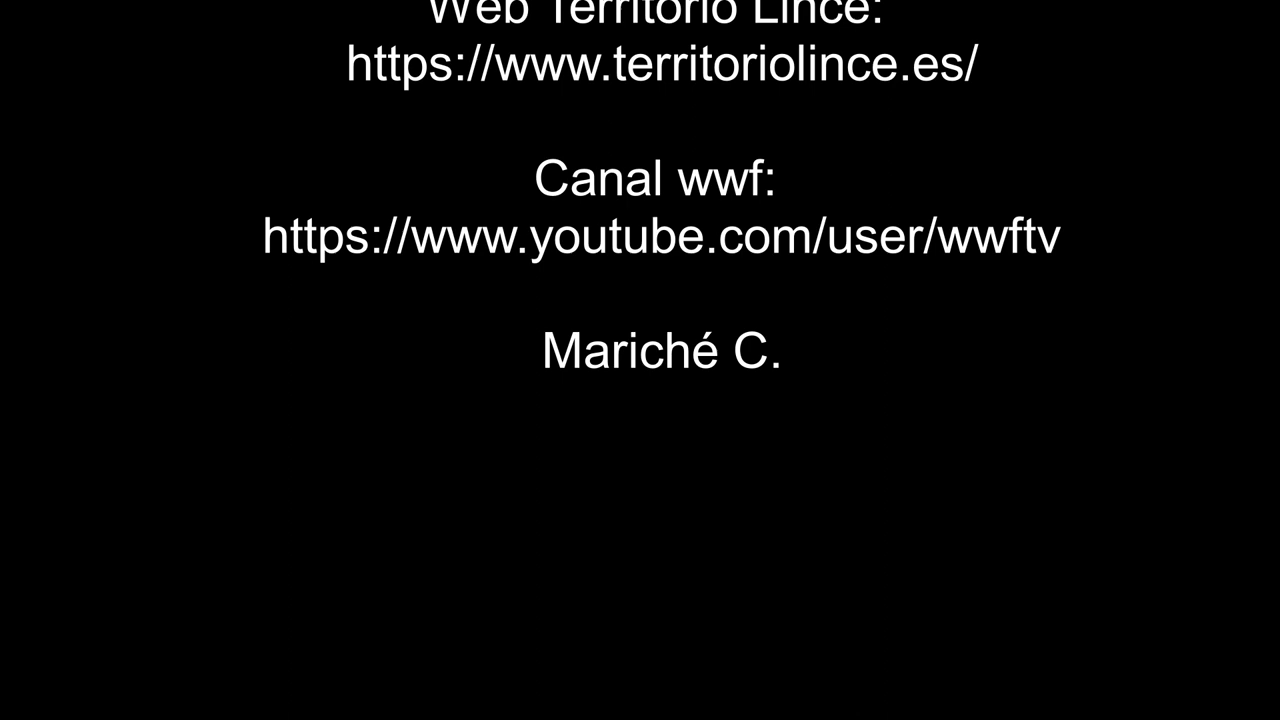 Web Territorio Lince:
https://www.territoriolince.es/
Canal wwf:
https://www.youtube.com/user/wwftv
Mariché C.